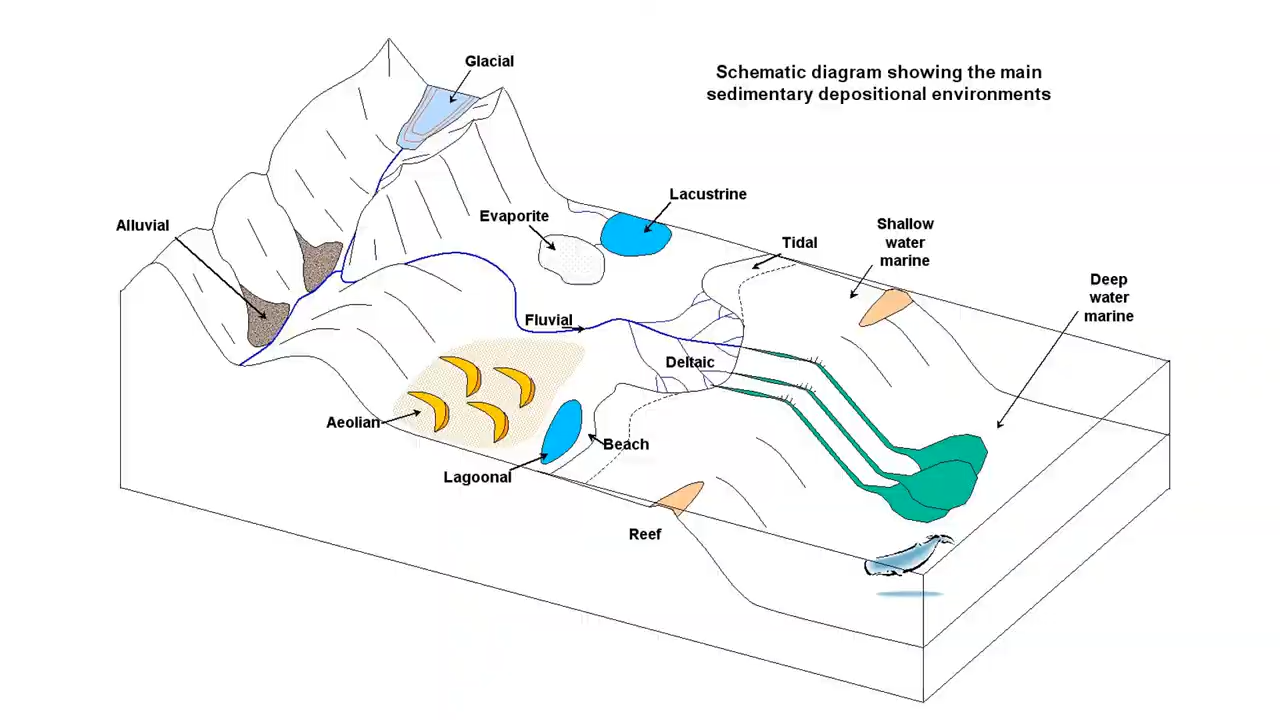 Glacial
Schematic diagram showing the main
sedimentary depositional environments
Lacustrine
Evaporite
Alluvial
Tidal
Shallow
water
marine
Deep
water
marine
Fluvial
Deltaic
Aeolian
Beach
Lagoonal
Reef